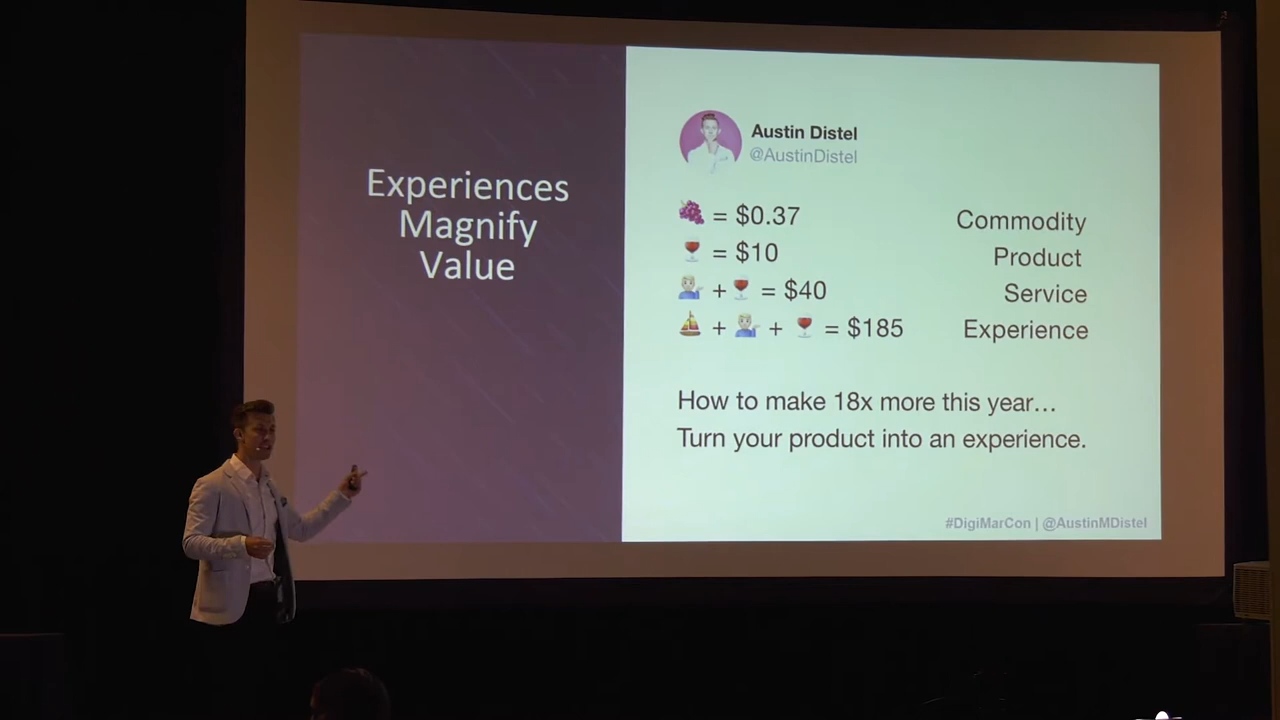 Experiences
Magnify
Value
Austin Distel
@AustinDistel
🍇 = $0.37 Commodity
🍷 = $10 Product
💁🏼‍♂️ + 🍷 = $40 Service
⛵ + 💁🏼‍♂️ + 🍷 = $185 Experience
How to make 18x more this year…
Turn your product into an experience.
#DigiMarCon | @AustinMDistel